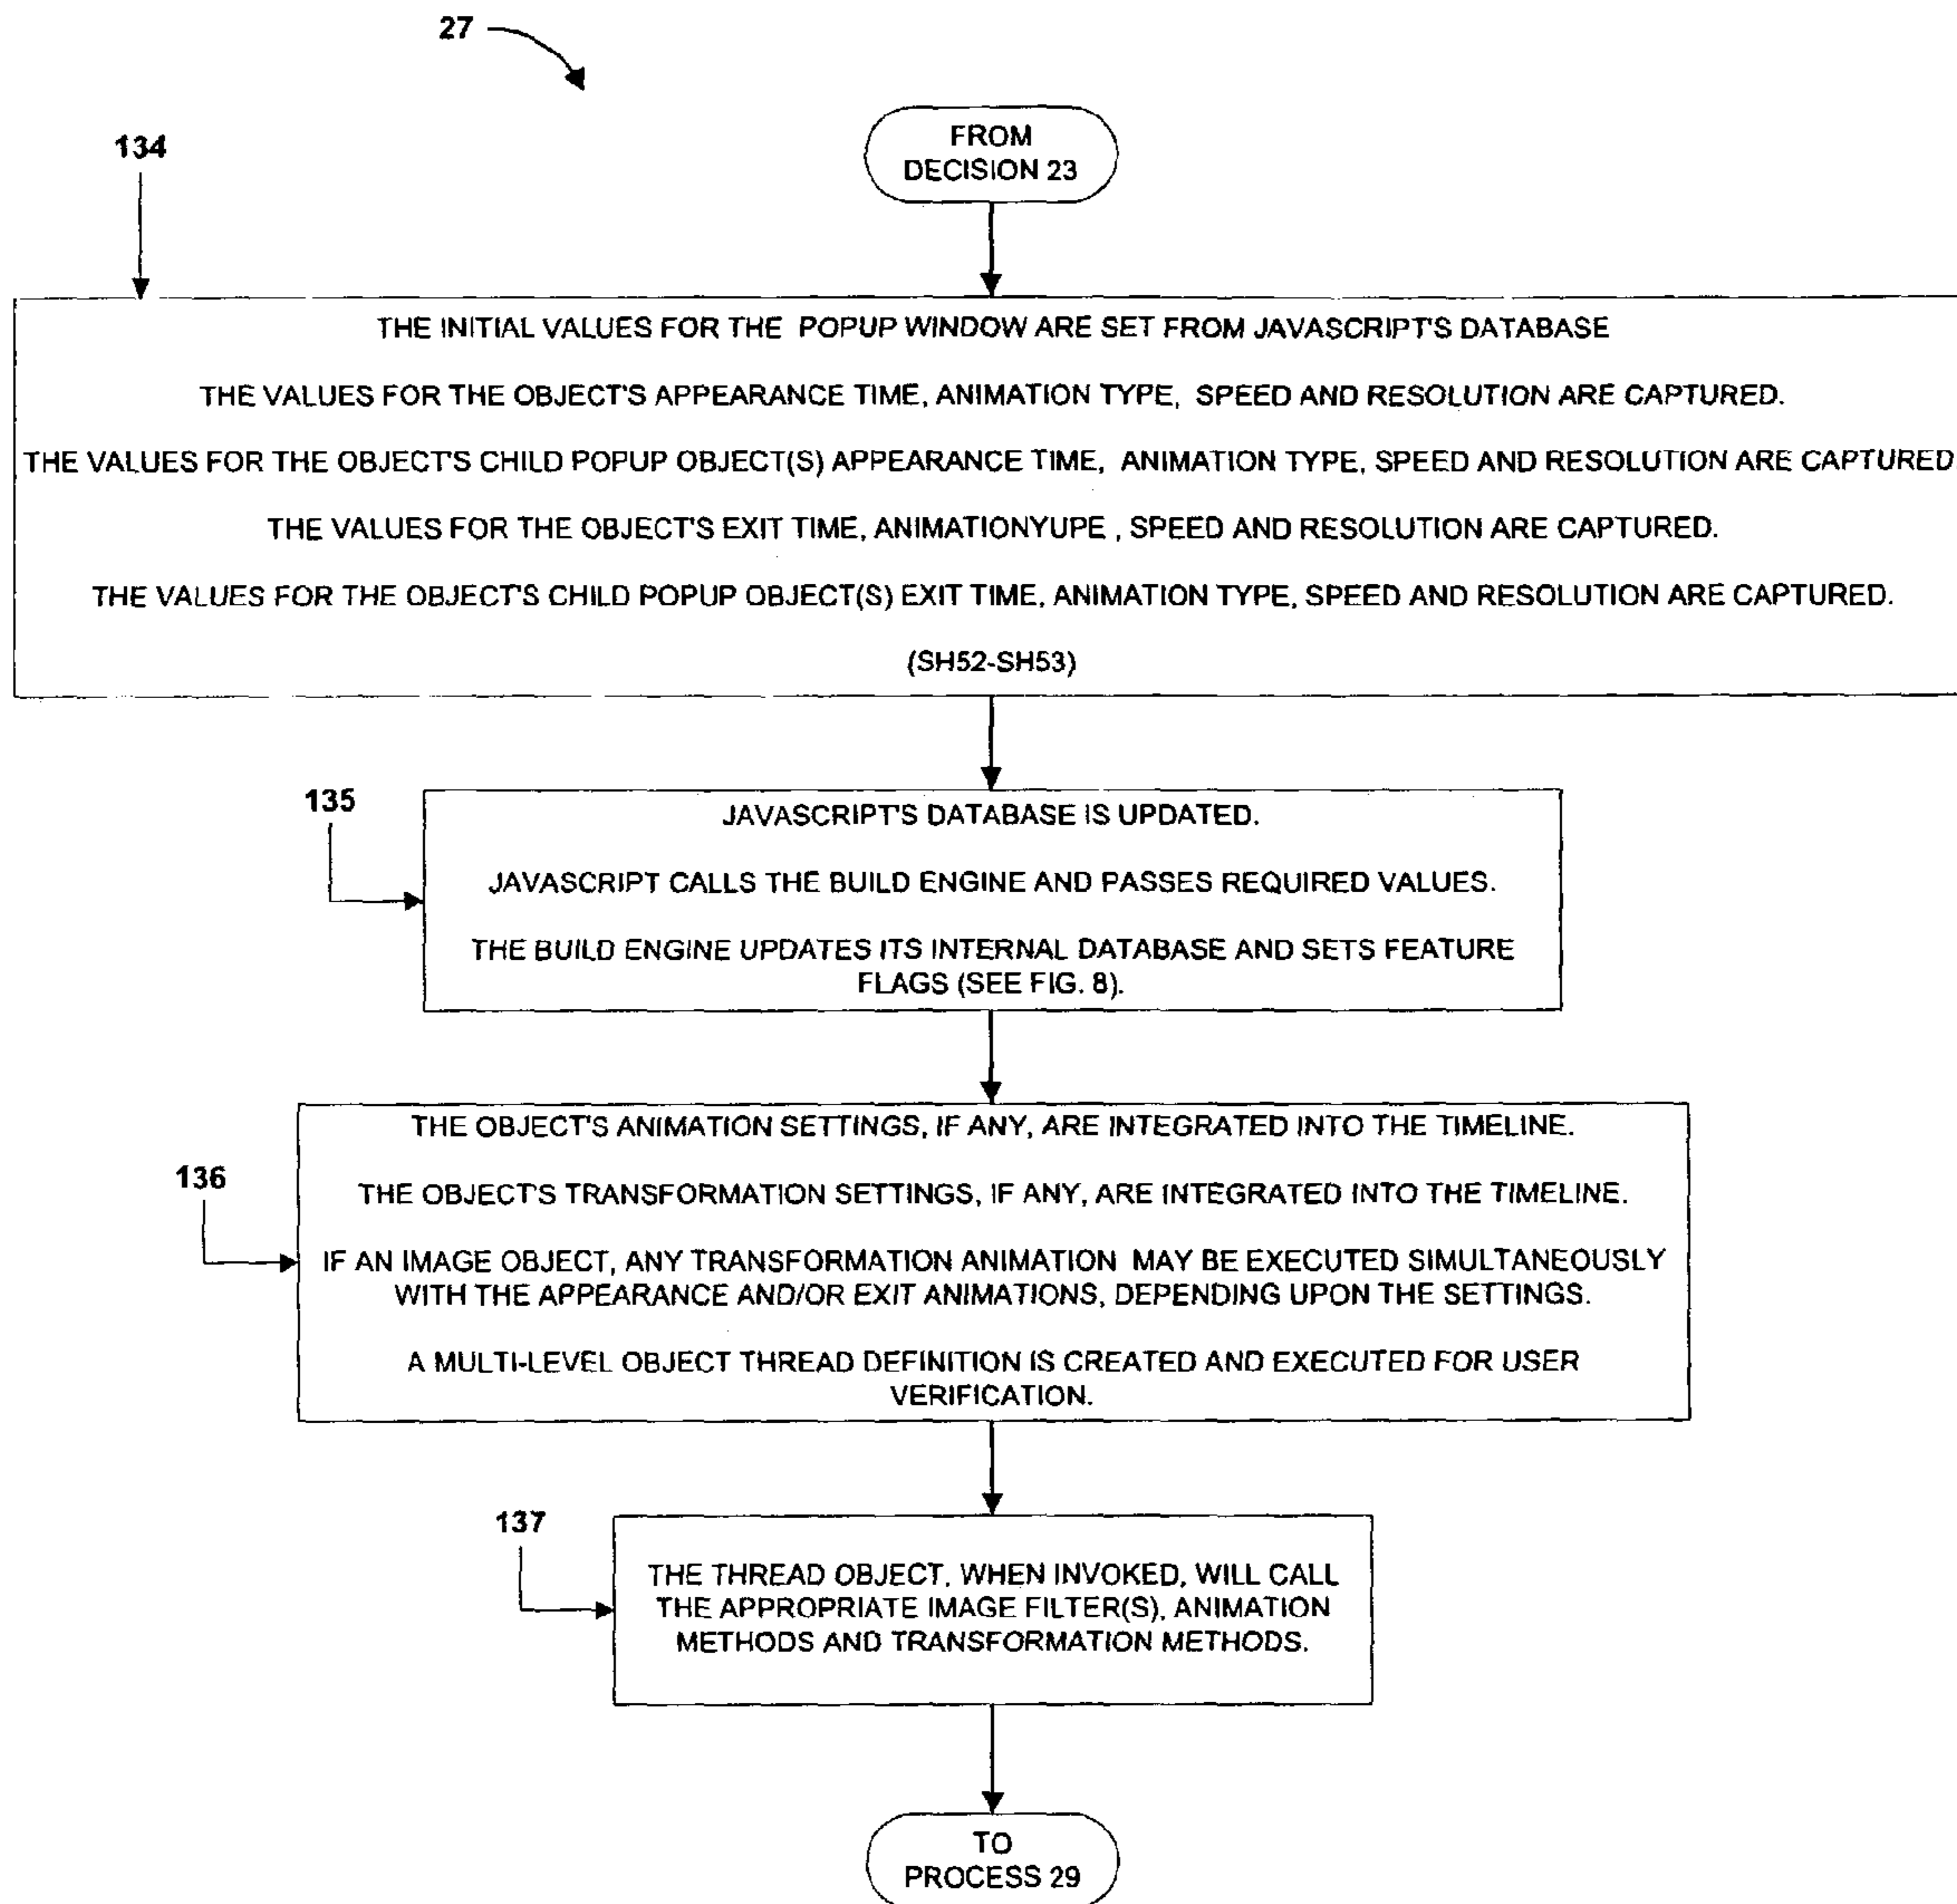 27
FROM
DECISION 23
134
THE INITIAL VALUES FOR THE POPUP WINDOW ARE SET FROM JAVASCRIPT'S DATABASE
THE VALUES FOR THE OBJECT'S APPEARANCE TIME, ANIMATION TYPE, SPEED AND RESOLUTION ARE CAPTURED.
THE VALUES FOR THE OBJECT'S CHILD POPUP OBJECT(S) APPEARANCE TIME, ANIMATION TYPE, SPEED AND RESOLUTION ARE CAPTURED
THE VALUES FOR THE OBJECT'S EXIT TIME, ANIMATIONYUPE , SPEED AND RESOLUTION ARE CAPTURED.
THE VALUES FOR THE OBJECT'S CHILD POPUP OBJECT(S) EXIT TIME, ANIMATION TYPE, SPEED AND RESOLUTION ARE CAPTURED.
(SH52-SH53)
135
JAVASCRIPT'S DATABASE IS UPDATED.
JAVASCRIPT CALLS THE BUILD ENGINE AND PASSES REQUIRED VALUES.
THE BUILD ENGINE UPDATES ITS INTERNAL DATABASE AND SETS FEATURE
FLAGS (SEE FIG. 8).
136
THE OBJECT'S ANIMATION SETTINGS, IF ANY, ARE INTEGRATED INTO THE TIMELINE.
THE OBJECT'S TRANSFORMATION SETTINGS, IF ANY, ARE INTEGRATED INTO THE TIMELINE.
IF AN IMAGE OBJECT, ANY TRANSFORMATION ANIMATION MAY BE EXECUTED SIMULTANEOUSLY
WITH THE APPEARANCE AND/OR EXIT ANIMATIONS, DEPENDING UPON THE SETTINGS.
A MULTI-LEVEL OBJECT THREAD DEFINITION IS CREATED AND EXECUTED FOR USER
VERIFICATION.
137
THE THREAD OBJECT, WHEN INVOKED, WILL CALL
THE APPROPRIATE IMAGE FILTER(S), ANIMATION
METHODS AND TRANSFORMATION METHODS.
TO
PROCESS 29